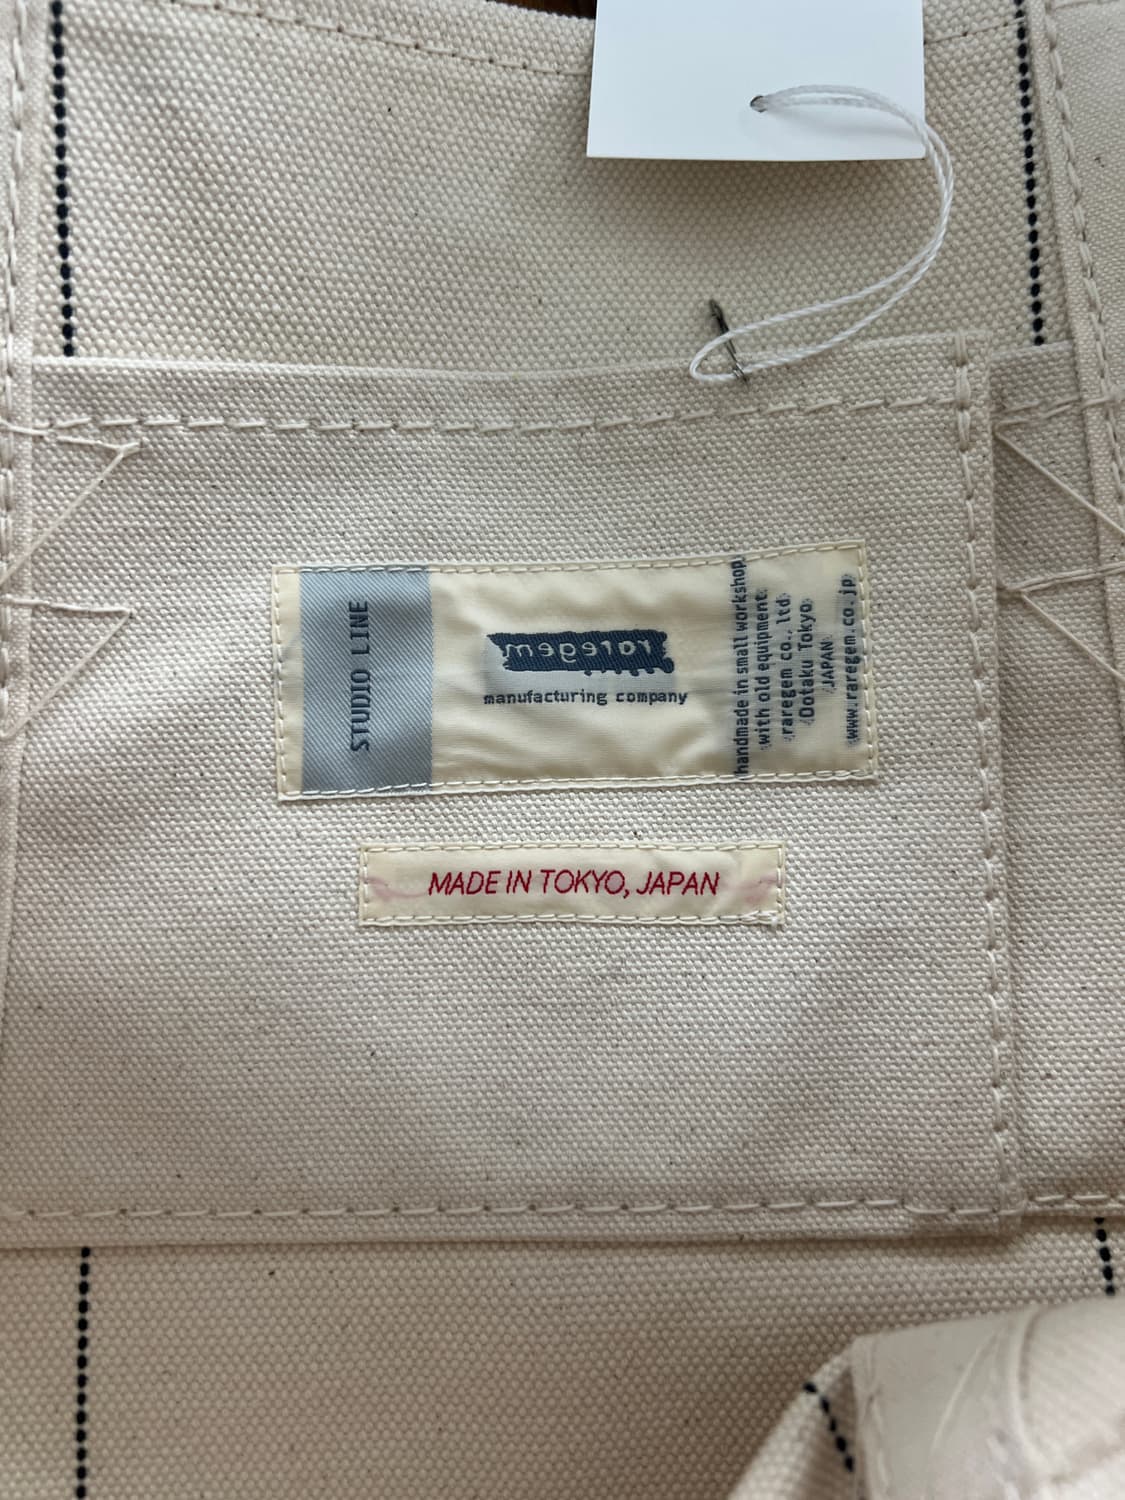 STUDIO LINE
raregem
manufacturing company
handmade in small workshop,
with old equipment.
raregem co., ltd.
Ootaku Tokyo
JAPAN
www.raregem.co.jp
MADE IN TOKYO, JAPAN